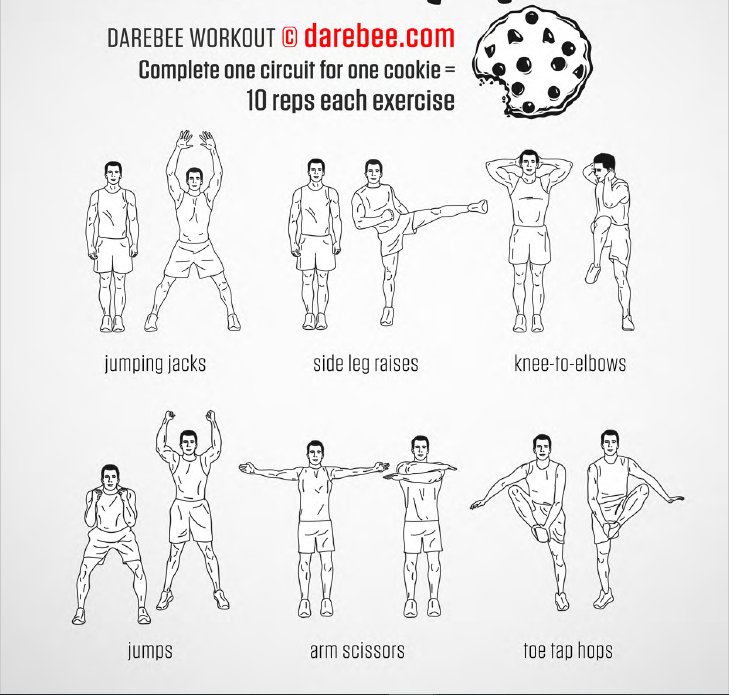 DAREBEE WORKOUT © darebee.com
Complete one circuit for one cookie =
10 reps each exercise
jumping jacks
side leg raises
knee-to-elbows
jumps
arm scissors
toe tap hops